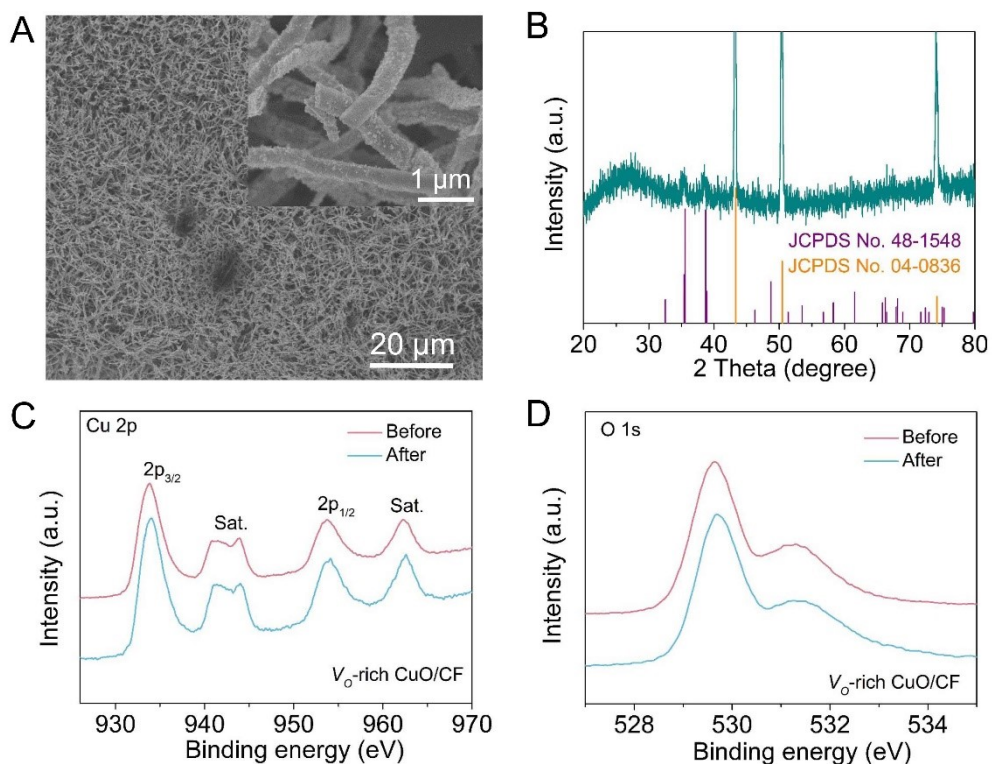 A
1 μm
20 μm
B
Intensity (a.u.)
JCPDS No. 48-1548
JCPDS No. 04-0836
20 30 40 50 60 70 80
2 Theta (degree)
C
Cu 2p
Before
After
2p3/2
Sat.
2p1/2
Sat.
Intensity (a.u.)
VO-rich CuO/CF
930 940 950 960 970
Binding energy (eV)
D
O 1s
Before
After
Intensity (a.u.)
VO-rich CuO/CF
528 530 532 534
Binding energy (eV)